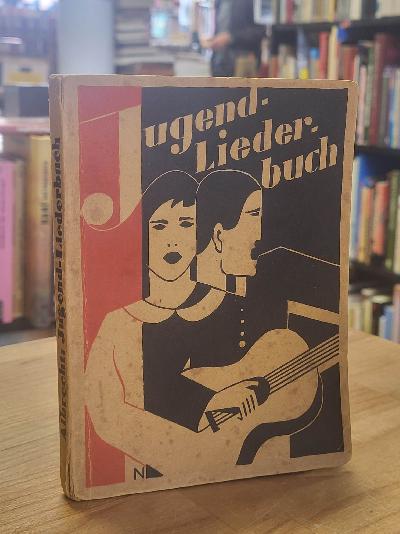 Jugend-
Lieder-
buch
N
Albrecht: Jugend-Liederbuch